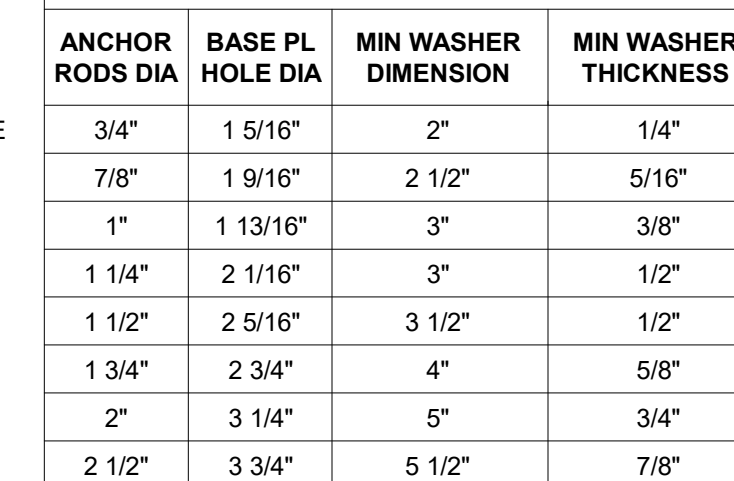 ANCHOR RODS DIA | BASE PL HOLE DIA | MIN WASHER DIMENSION | MIN WASHER THICKNESS
E
3/4" | 1 5/16" | 2" | 1/4"
7/8" | 1 9/16" | 2 1/2" | 5/16"
1" | 1 13/16" | 3" | 3/8"
1 1/4" | 2 1/16" | 3" | 1/2"
1 1/2" | 2 5/16" | 3 1/2" | 1/2"
1 3/4" | 2 3/4" | 4" | 5/8"
2" | 3 1/4" | 5" | 3/4"
2 1/2" | 3 3/4" | 5 1/2" | 7/8"